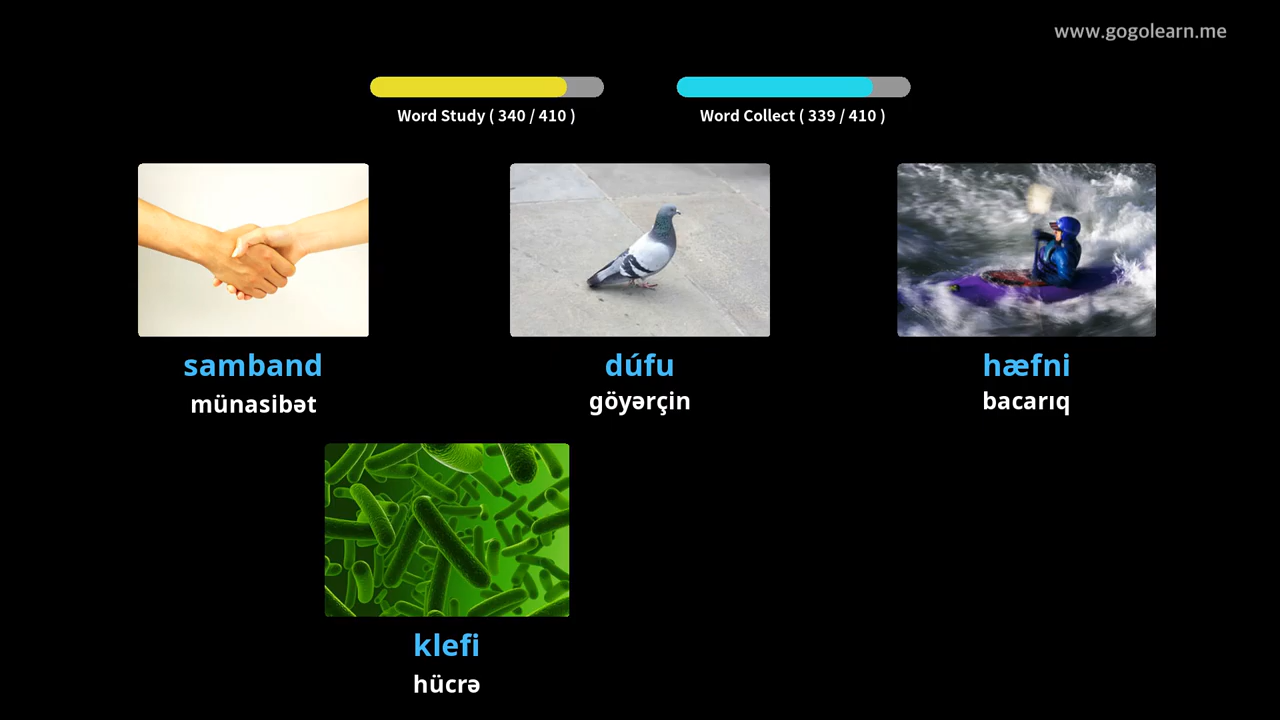 www.gogolearn.me
Word Study ( 340 / 410 )
Word Collect ( 339 / 410 )
samband
münasibət
dúfu
göyərçin
hæfni
bacarıq
klefi
hücrə